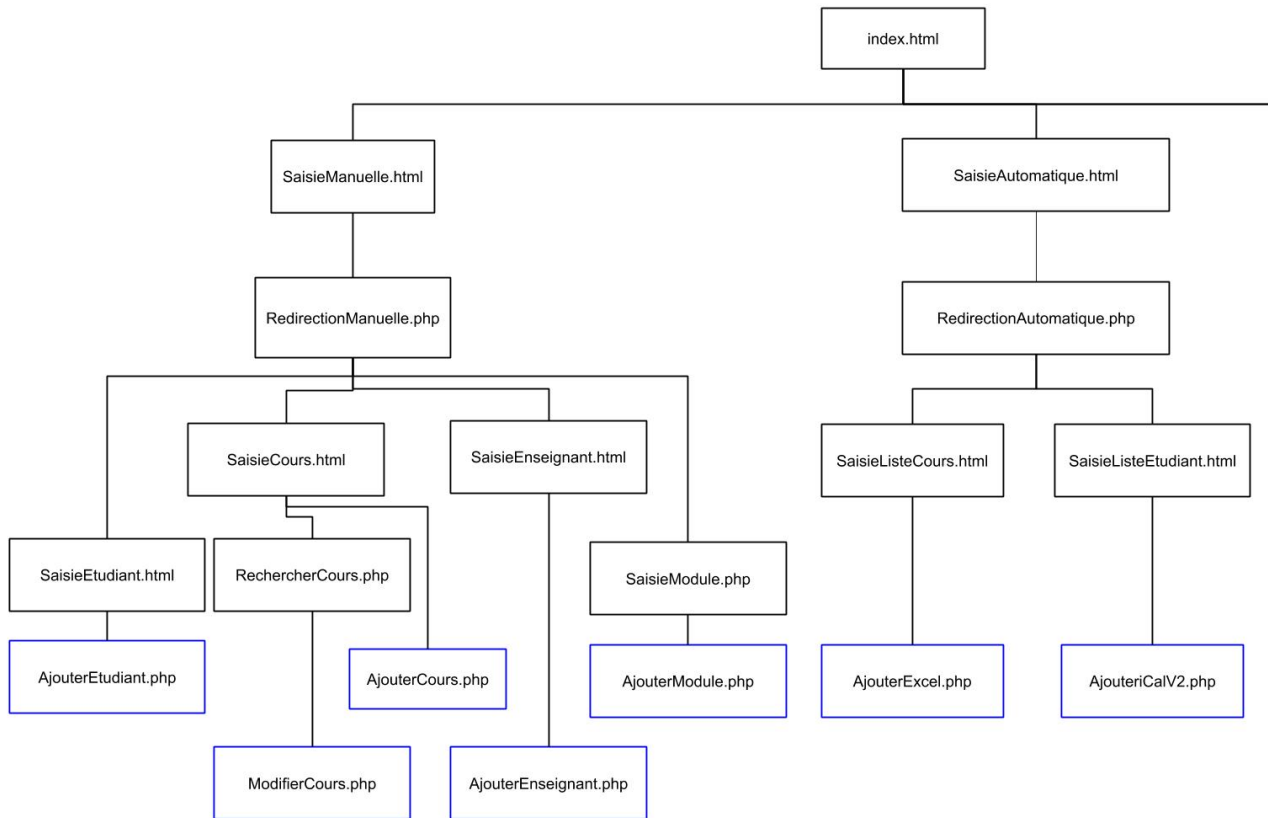 index.html
SaisieManuelle.html
SaisieAutomatique.html
RedirectionManuelle.php
RedirectionAutomatique.php
SaisieCours.html
SaisieEnseignant.html
SaisieListeCours.html
SaisieListeEtudiant.html
SaisieEtudiant.html
RechercherCours.php
SaisieModule.php
AjouterEtudiant.php
AjouterCours.php
AjouterModule.php
AjouterExcel.php
AjouteriCalV2.php
ModifierCours.php
AjouterEnseignant.php